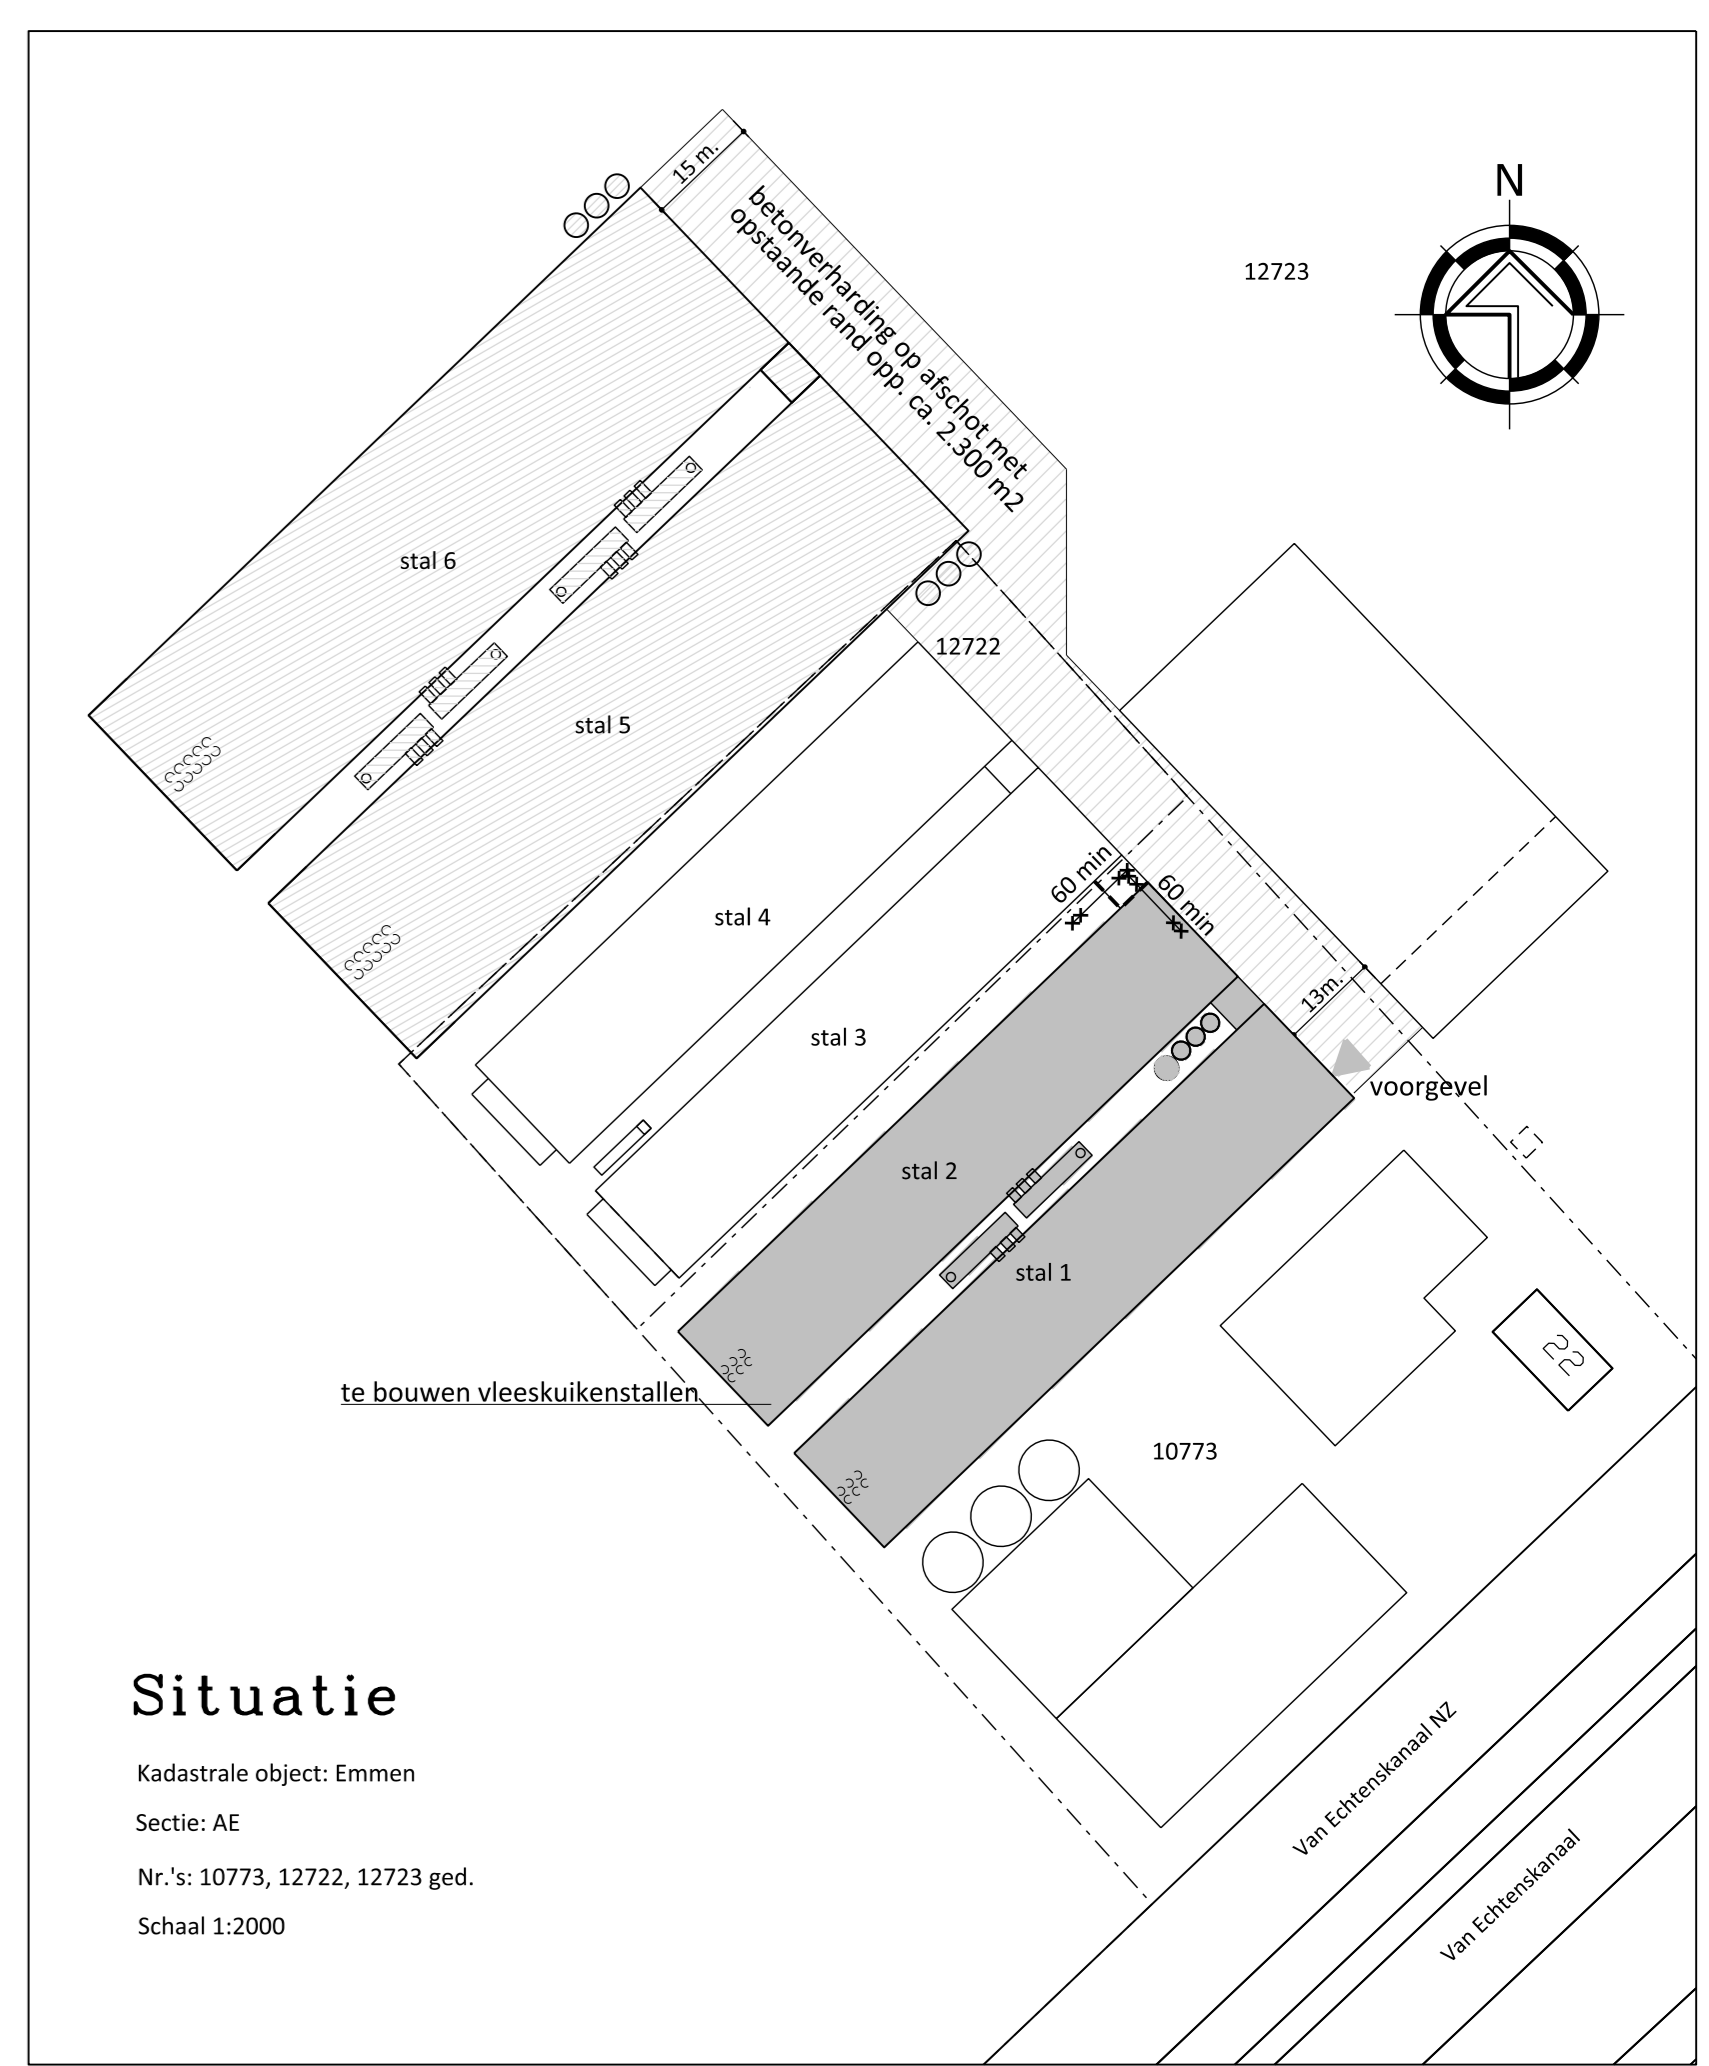 N
15 m.
betonverharding op afschot met
opstaande rand opp. ca. 2.300 m2
12723
stal 6
12722
stal 5
60 min
60 min
stal 4
13m.
stal 3
voorgevel
stal 2
stal 1
22
te bouwen vleeskuikenstallen
10773
Situatie
Kadastrale object: Emmen
Sectie: AE
Nr.'s: 10773, 12722, 12723 ged.
Schaal 1:2000
Van Echtenskanaal NZ
Van Echtenskanaal